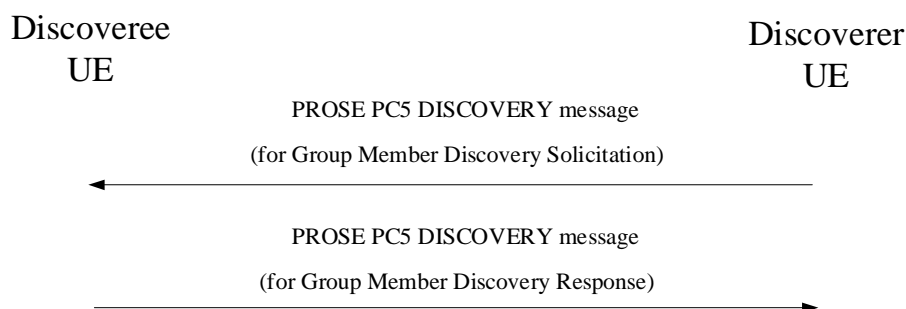 Discoveree
UE
Discoverer
UE
PROSE PC5 DISCOVERY message
(for Group Member Discovery Solicitation)
PROSE PC5 DISCOVERY message
(for Group Member Discovery Response)